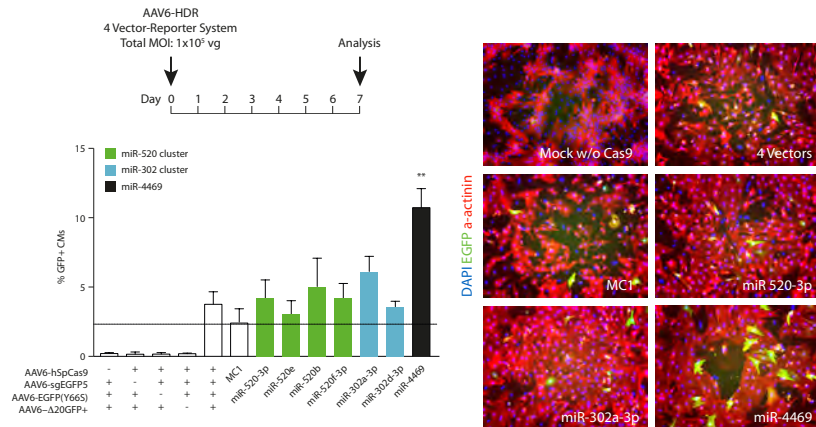 AAV6-HDR
4 Vector-Reporter System
Total MOI: 1x10⁵ vg
Analysis
Day 0 1 2 3 4 5 6 7
miR-520 cluster
miR-302 cluster
miR-4469
% GFP+ CMs
15
10
5
0
**
AAV6-hSpCas9 - + + + +
AAV6-sgEGFP5 + - + + +
AAV6-EGFP(Y66S) + + - + +
AAV6-Δ20GFP+ + + + - +
MC1
miR-520-3p
miR-520e
miR-520b
miR-520f-3p
miR-302a-3p
miR-302d-3p
miR-4469
DAPI EGFP a-actinin
Mock w/o Cas9
4 Vectors
MC1
miR 520-3p
miR-302a-3p
miR-4469